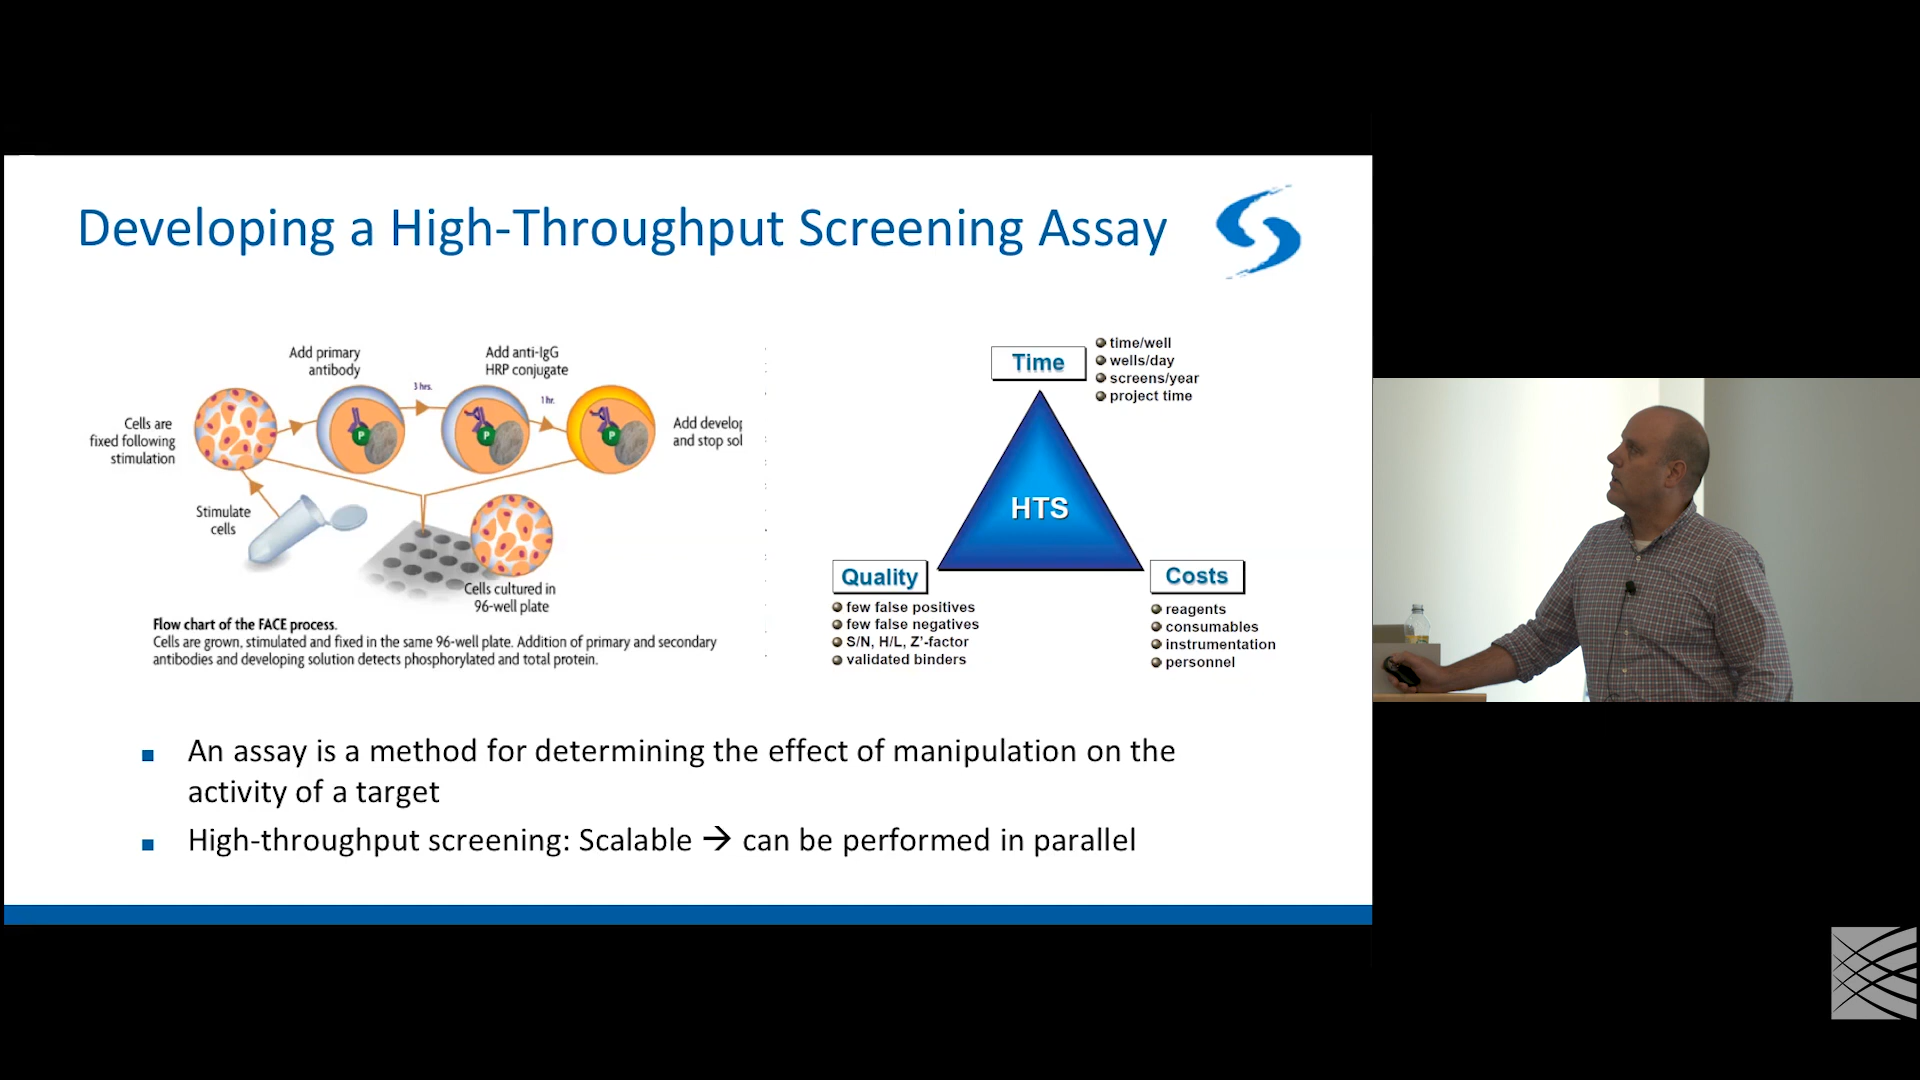 Developing a High-Throughput Screening Assay
Add primary
antibody
3 hrs.
Add anti-IgG
HRP conjugate
1 hr.
Cells are
fixed following
stimulation
P
P
P
and stop
Stimulate
cells
Cells cultured in
96-well plate
Flow chart of the FACE process.
Cells are grown, stimulated and fixed in the same 96-well plate. Addition of primary and secondary
antibodies and developing solution detects phosphorylated and total protein.
Time
time/well
wells/day
screens/year
project time
HTS
Quality
few false positives
few false negatives
S/N, H/L, Z'-factor
validated binders
Costs
reagents
consumables
instrumentation
personnel
An assay is a method for determining the effect of manipulation on the
activity of a target
High-throughput screening: Scalable → can be performed in parallel